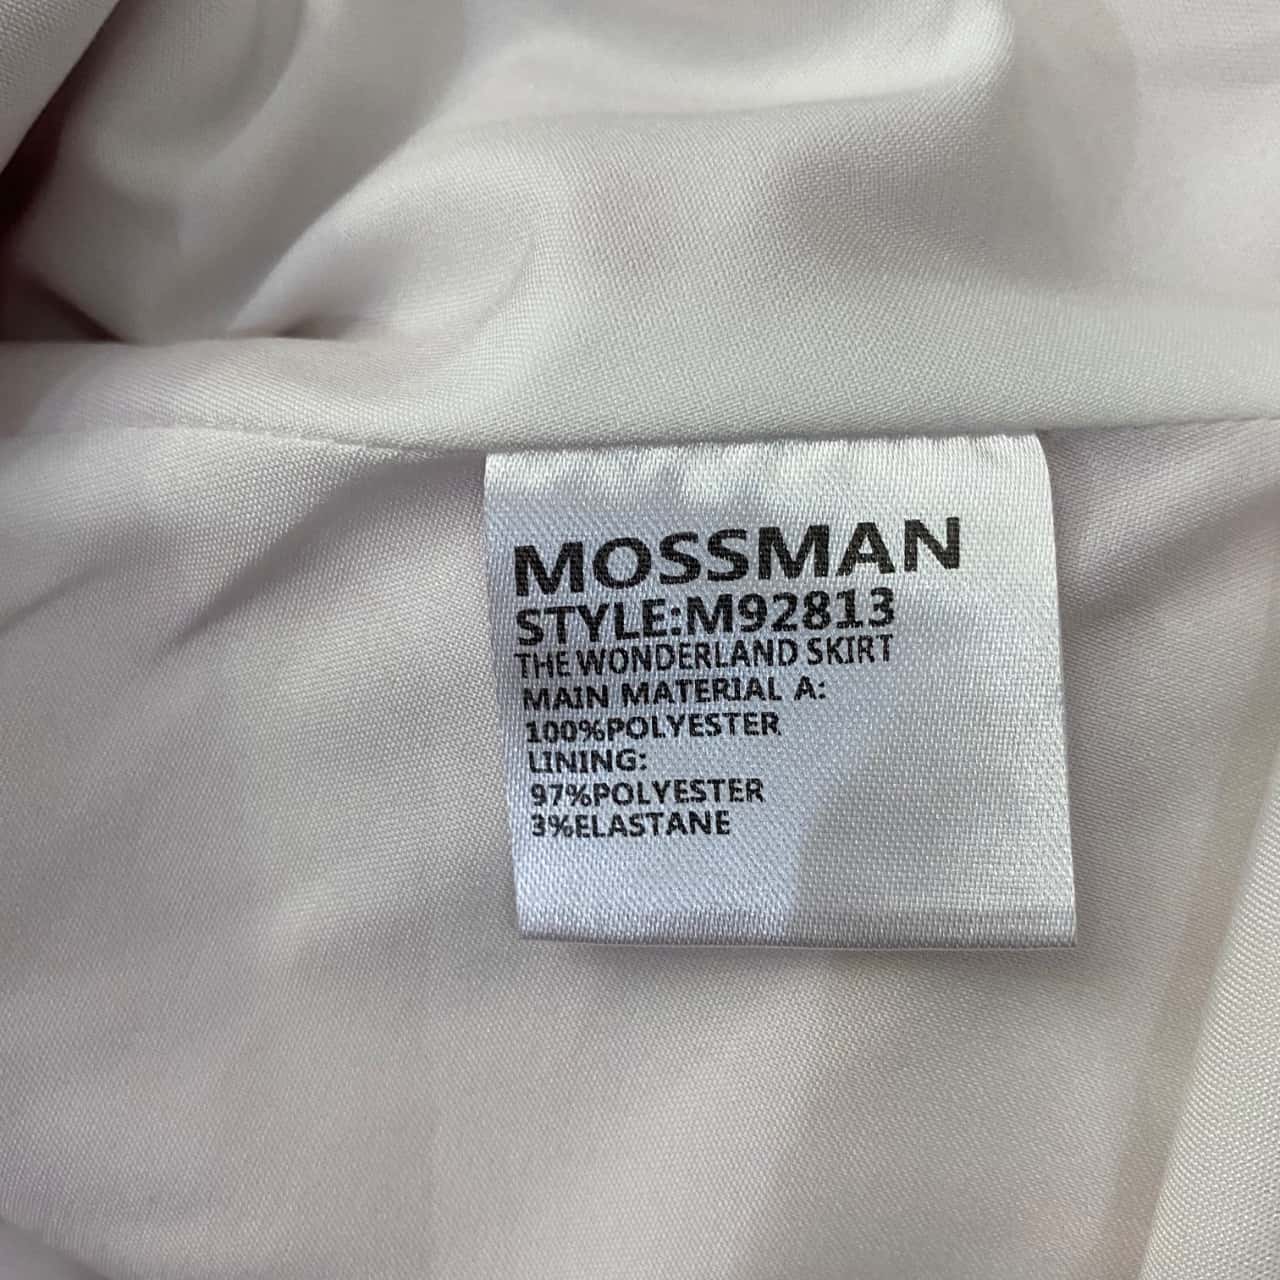 MOSSMAN
STYLE:M92813
THE WONDERLAND SKIRT
MAIN MATERIAL A:
100%POLYESTER
LINING:
97%POLYESTER
3%ELASTANE